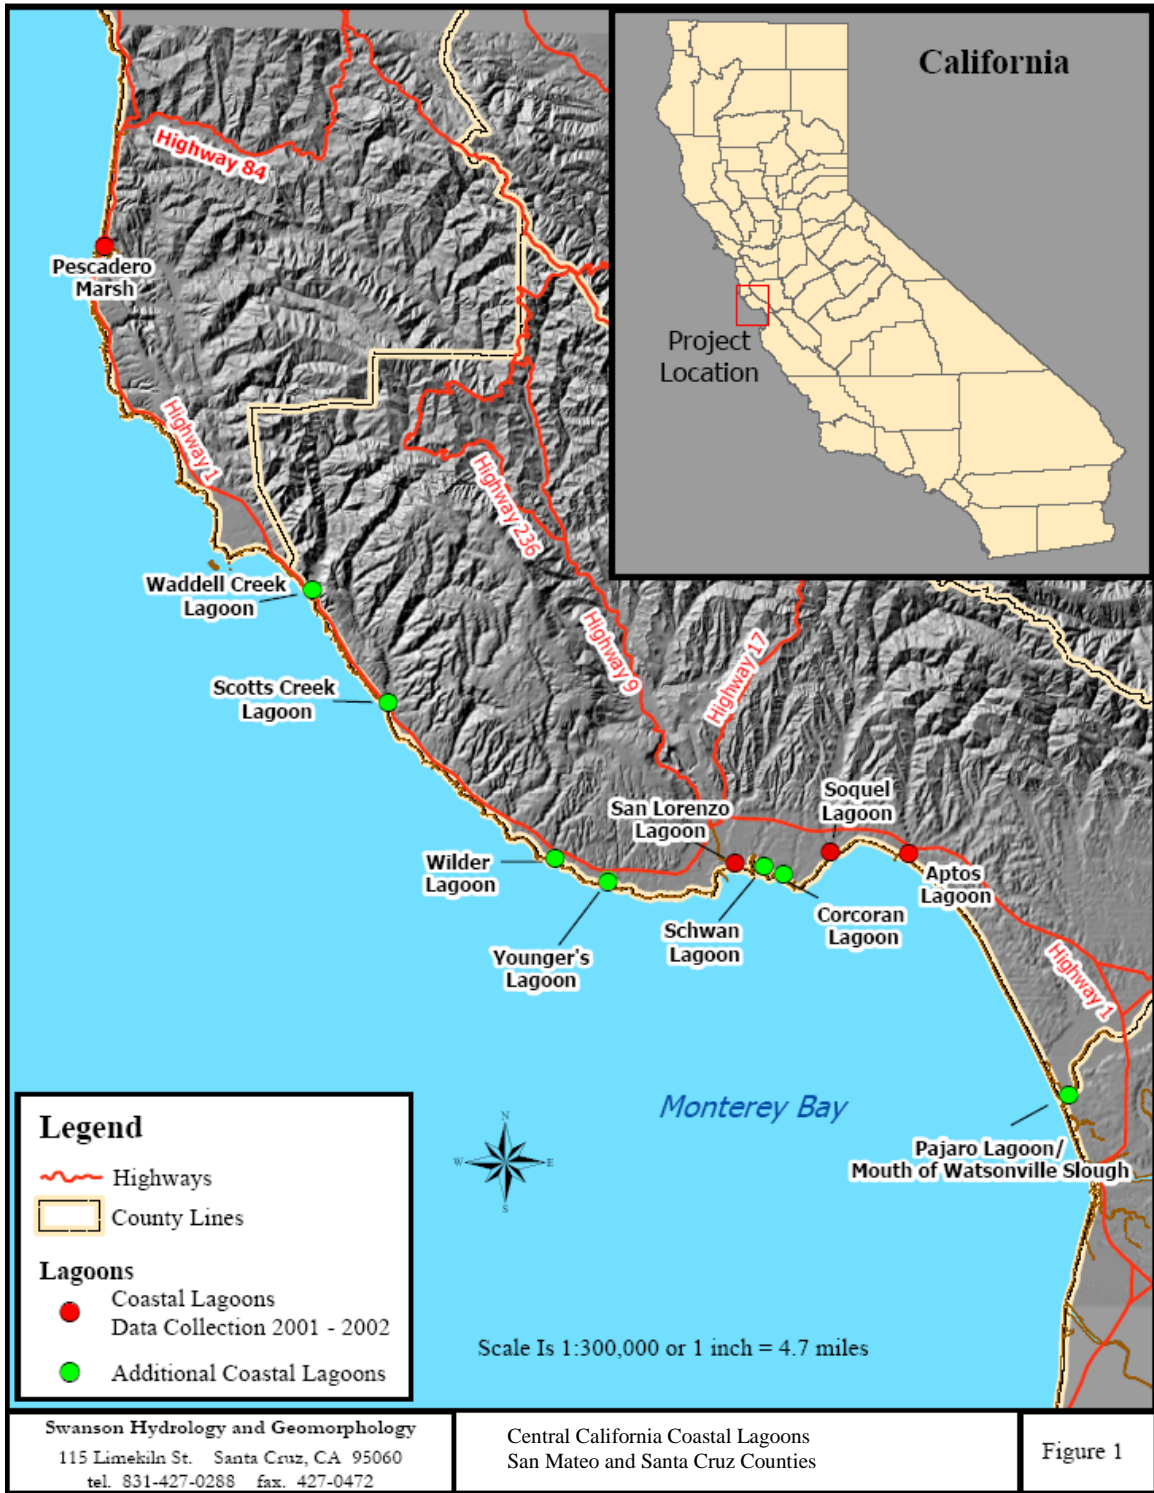 California
Project
Location
Highway 84
Pescadero
Marsh
Highway 1
Highway 236
Waddell Creek
Lagoon
Highway 9
Highway 17
Scotts Creek
Lagoon
San Lorenzo
Lagoon
Soquel
Lagoon
Wilder
Lagoon
Aptos
Lagoon
Schwan
Lagoon
Corcoran
Lagoon
Younger's
Lagoon
Highway 1
Monterey Bay
Pajaro Lagoon/
Mouth of Watsonville Slough
N
W
E
S
Legend
Highways
County Lines
Lagoons
Coastal Lagoons
Data Collection 2001 - 2002
Additional Coastal Lagoons
Scale Is 1:300,000 or 1 inch = 4.7 miles
Swanson Hydrology and Geomorphology
115 Limekiln St. Santa Cruz, CA 95060
tel. 831-427-0288 fax. 427-0472
Central California Coastal Lagoons
San Mateo and Santa Cruz Counties
Figure 1